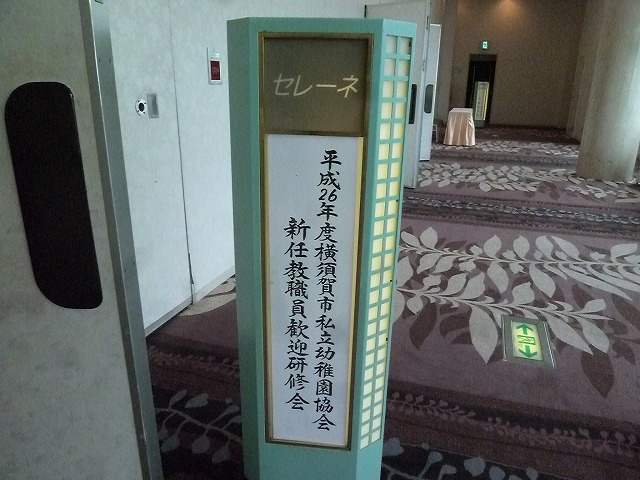 セレーネ
平成26年度横須賀市私立幼稚園協会
新任教職員歓迎研修会